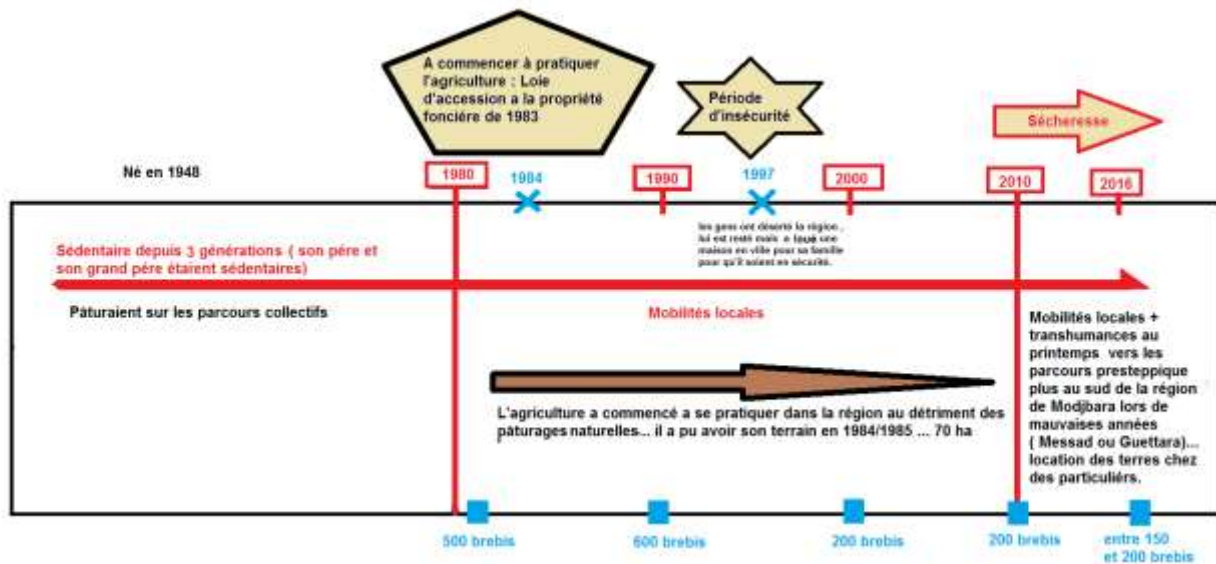 A commencer à pratiquer
l'agriculture : Loie
d'accession a la propriété
foncière de 1983
Période
d'insécurité
Sécheresse
Né en 1948
1980
1984
1990
1997
2000
2010
2016
les gens ont déserté la région ,
lui est resté mais a loué une
maison en ville pour sa famille
pour qu'il soient en sécurité.
Sédentaire depuis 3 générations ( son père et
son grand père étaient sédentaires)
Pâturaient sur les parcours collectifs
Mobilités locales
Mobilités locales +
transhumances au
printemps vers les
parcours presteppique
plus au sud de la région
de Modjbara lors de
mauvaises années
( Messad ou Guettara)...
location des terres chez
des particuliérs.
L'agriculture a commencé a se pratiquer dans la région au détriment des
pâturages naturelles... il a pu avoir son terrain en 1984/1985 ... 70 ha
500 brebis
600 brebis
200 brebis
200 brebis
entre 150
et 200 brebis